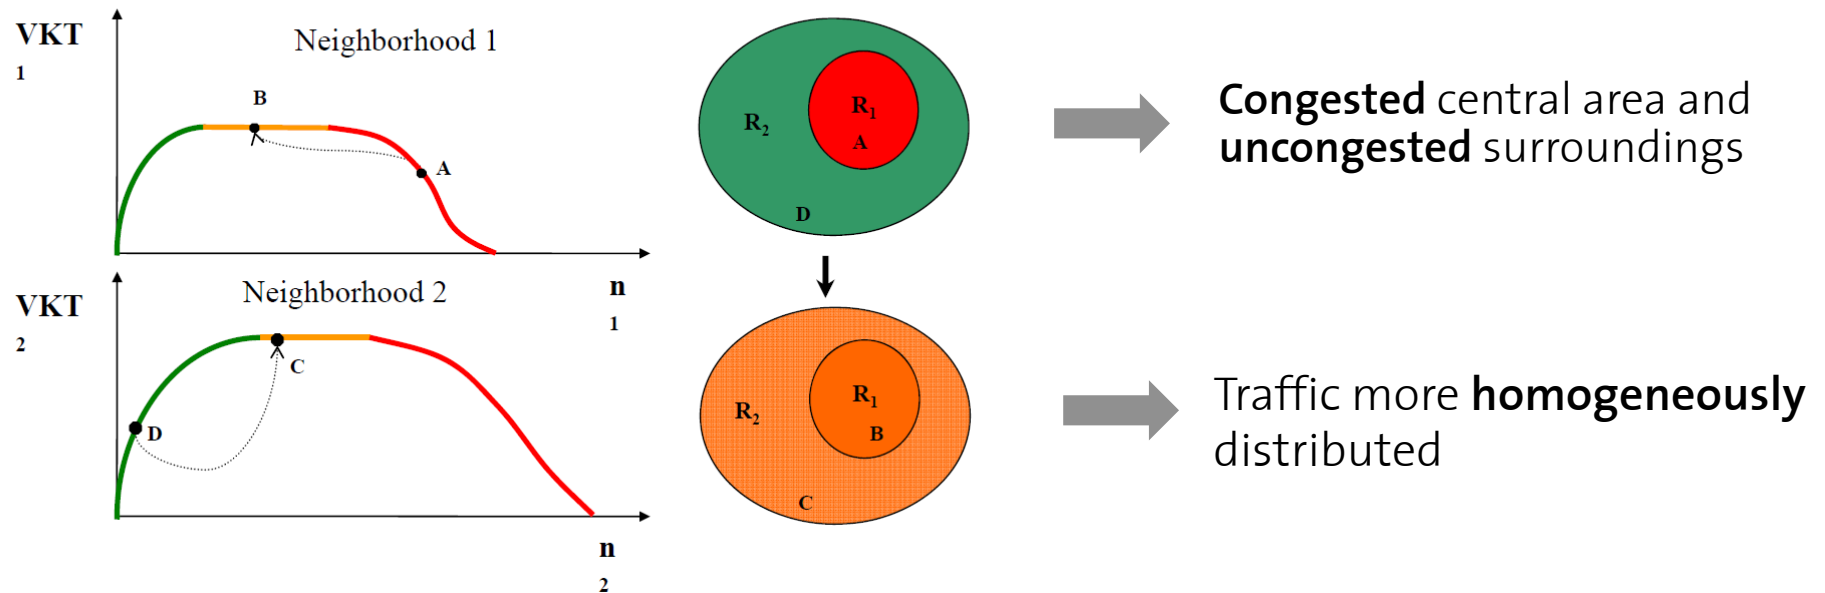 VKT
1
Neighborhood 1
B
A
n
1
VKT
2
Neighborhood 2
C
D
n
2
R1
A
R2
D
R1
B
R2
C
Congested central area and
uncongested surroundings
Traffic more homogeneously
distributed